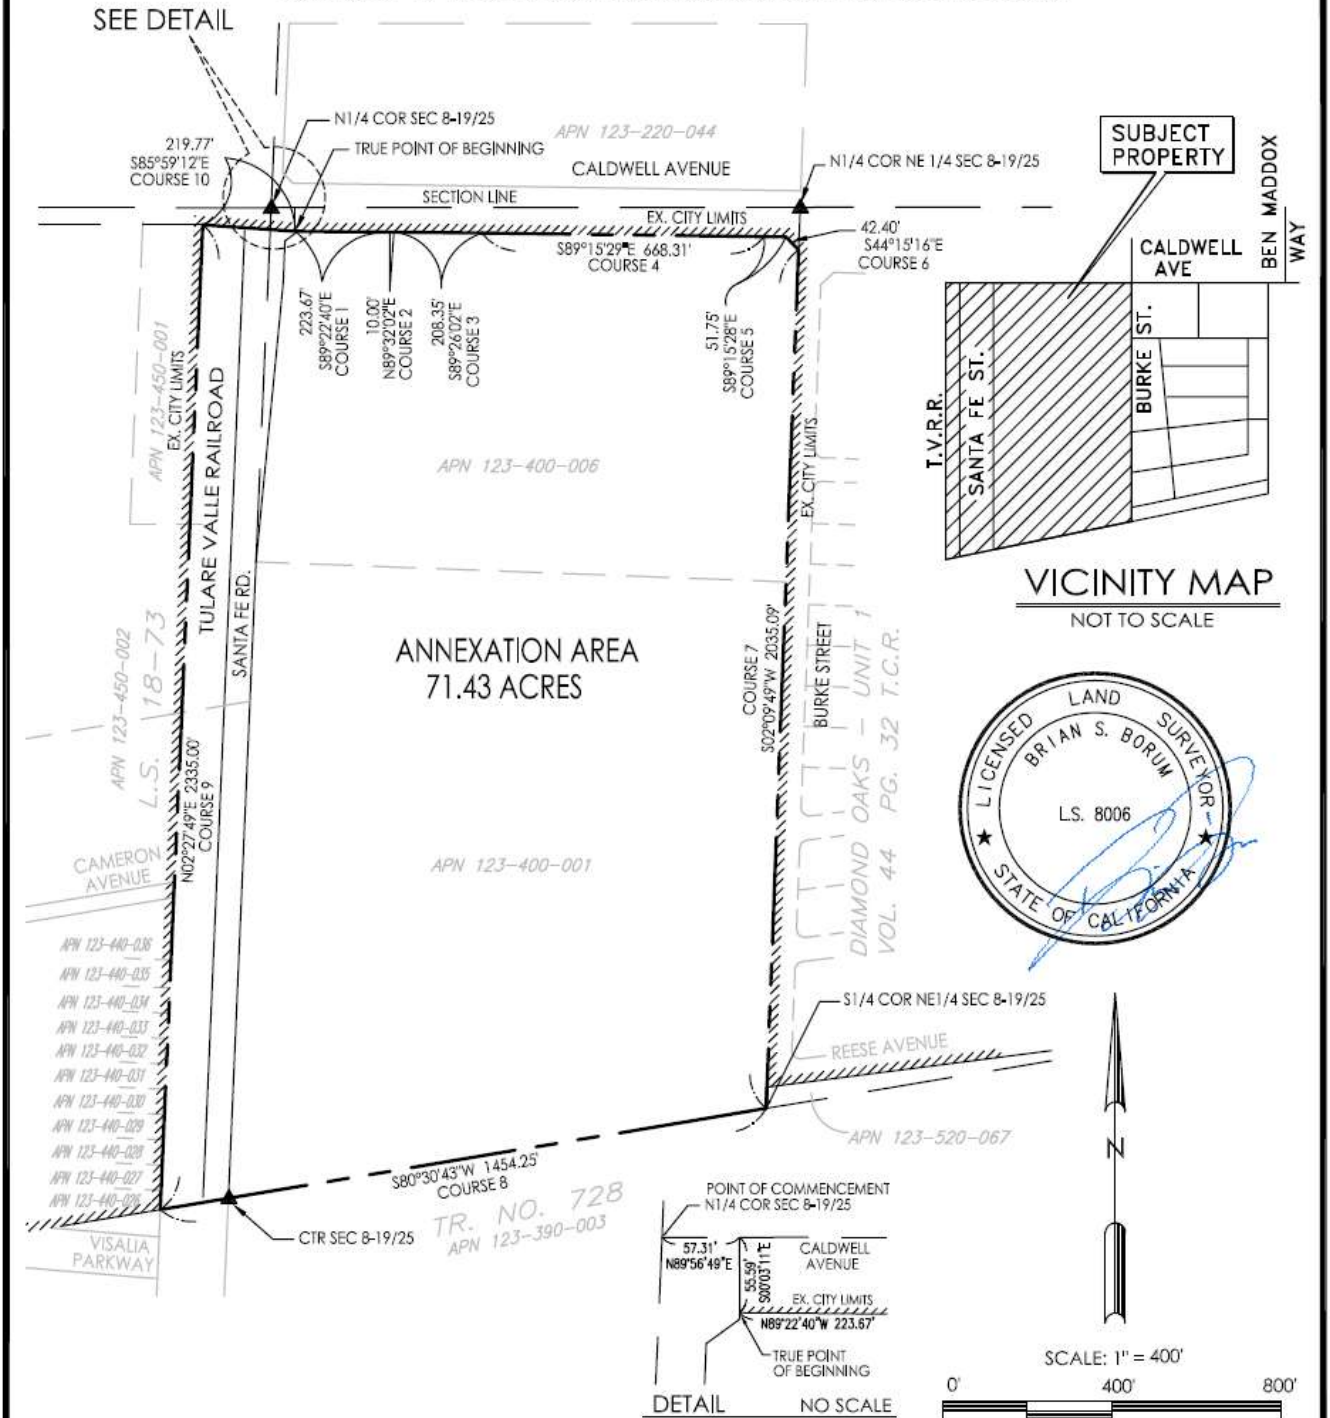 SEE DETAIL
N1/4 COR SEC 8-19/25
TRUE POINT OF BEGINNING
219.77'
S85°59'12"E
COURSE 10
APN 123-220-044
CALDWELL AVENUE
SECTION LINE
N1/4 COR NE 1/4 SEC 8-19/25
EX. CITY LIMITS
S89°15'29"E 668.31'
COURSE 4
42.40'
S44°15'16"E
COURSE 6
223.67'
S89°22'40"E
COURSE 1
10.00'
N89°32'02"E
COURSE 2
208.35'
S89°26'02"E
COURSE 3
51.75'
S89°15'28"E
COURSE 5
SUBJECT
PROPERTY
BEN MADDOX
WAY
CALDWELL
AVE
BURKE ST.
SANTA FE ST.
T.V.R.R.
VICINITY MAP
NOT TO SCALE
APN 123-450-001
EX. CITY LIMITS
TULARE VALLE RAILROAD
SANTA FE RD.
APN 123-400-006
EX. CITY LIMITS
ANNEXATION AREA
71.43 ACRES
APN 123-450-002
L.S. 18-73
N02°27'49"E 2335.00'
COURSE 9
COURSE 7
S02°09'49"W 2035.09'
BURKE STREET
DIAMOND OAKS - UNIT 1
VOL. 44 PG. 32 T.C.R.
LICENSED LAND SURVEYOR
BRIAN S. BORUM
L.S. 8006
STATE OF CALIFORNIA
CAMERON
AVENUE
APN 123-400-001
APN 123-440-036
APN 123-440-035
APN 123-440-034
APN 123-440-033
APN 123-440-032
APN 123-440-031
APN 123-440-030
APN 123-440-029
APN 123-440-028
APN 123-440-027
APN 123-440-026
S1/4 COR NE1/4 SEC 8-19/25
REESE AVENUE
APN 123-520-067
S80°30'43"W 1454.25'
COURSE 8
TR. NO. 728
APN 123-390-003
CTR SEC 8-19/25
VISALIA
PARKWAY
POINT OF COMMENCEMENT
N1/4 COR SEC 8-19/25
57.31'
N89°56'49"E
55.59'
S00°03'11"E
CALDWELL
AVENUE
EX. CITY LIMITS
N89°22'40"W 223.67'
TRUE POINT
OF BEGINNING
DETAIL NO SCALE
N
SCALE: 1" = 400'
0' 400' 800'